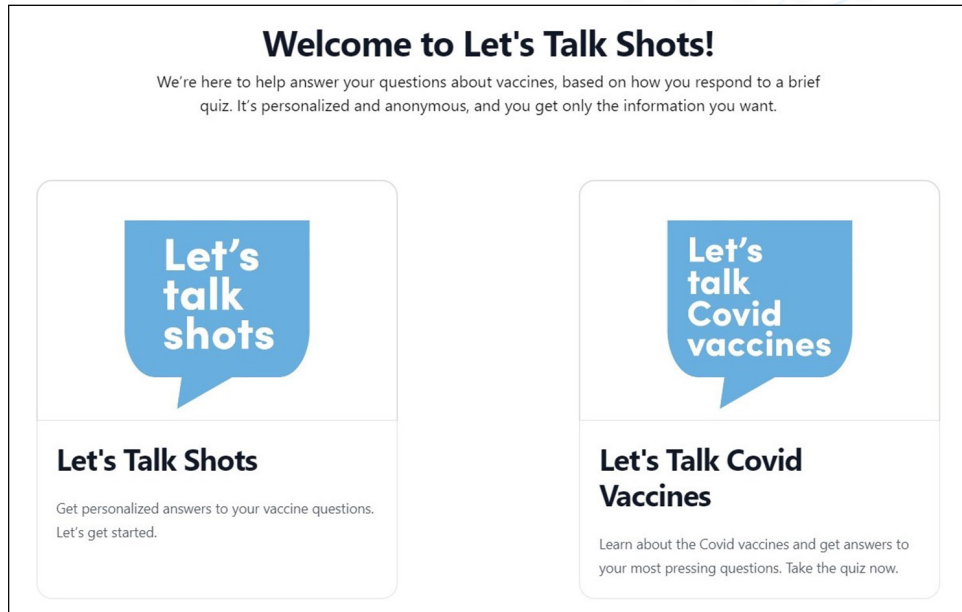 Welcome to Let's Talk Shots!
We’re here to help answer your questions about vaccines, based on how you respond to a brief
quiz. It’s personalized and anonymous, and you get only the information you want.
Let’s
talk
shots
Let's Talk Shots
Get personalized answers to your vaccine questions.
Let’s get started.
Let’s
talk
Covid
vaccines
Let's Talk Covid
Vaccines
Learn about the Covid vaccines and get answers to
your most pressing questions. Take the quiz now.